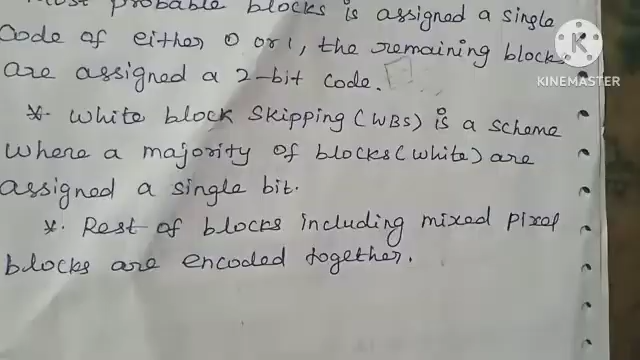 Most probable blocks is assigned a single
code of either 0 or 1, the remaining blocks
are assigned a 2-bit code.
*. White block skipping (WBS) is a scheme
where a majority of blocks (white) are
assigned a single bit.
*. Rest of blocks including mixed pixel
blocks are encoded together.
KINEMASTER